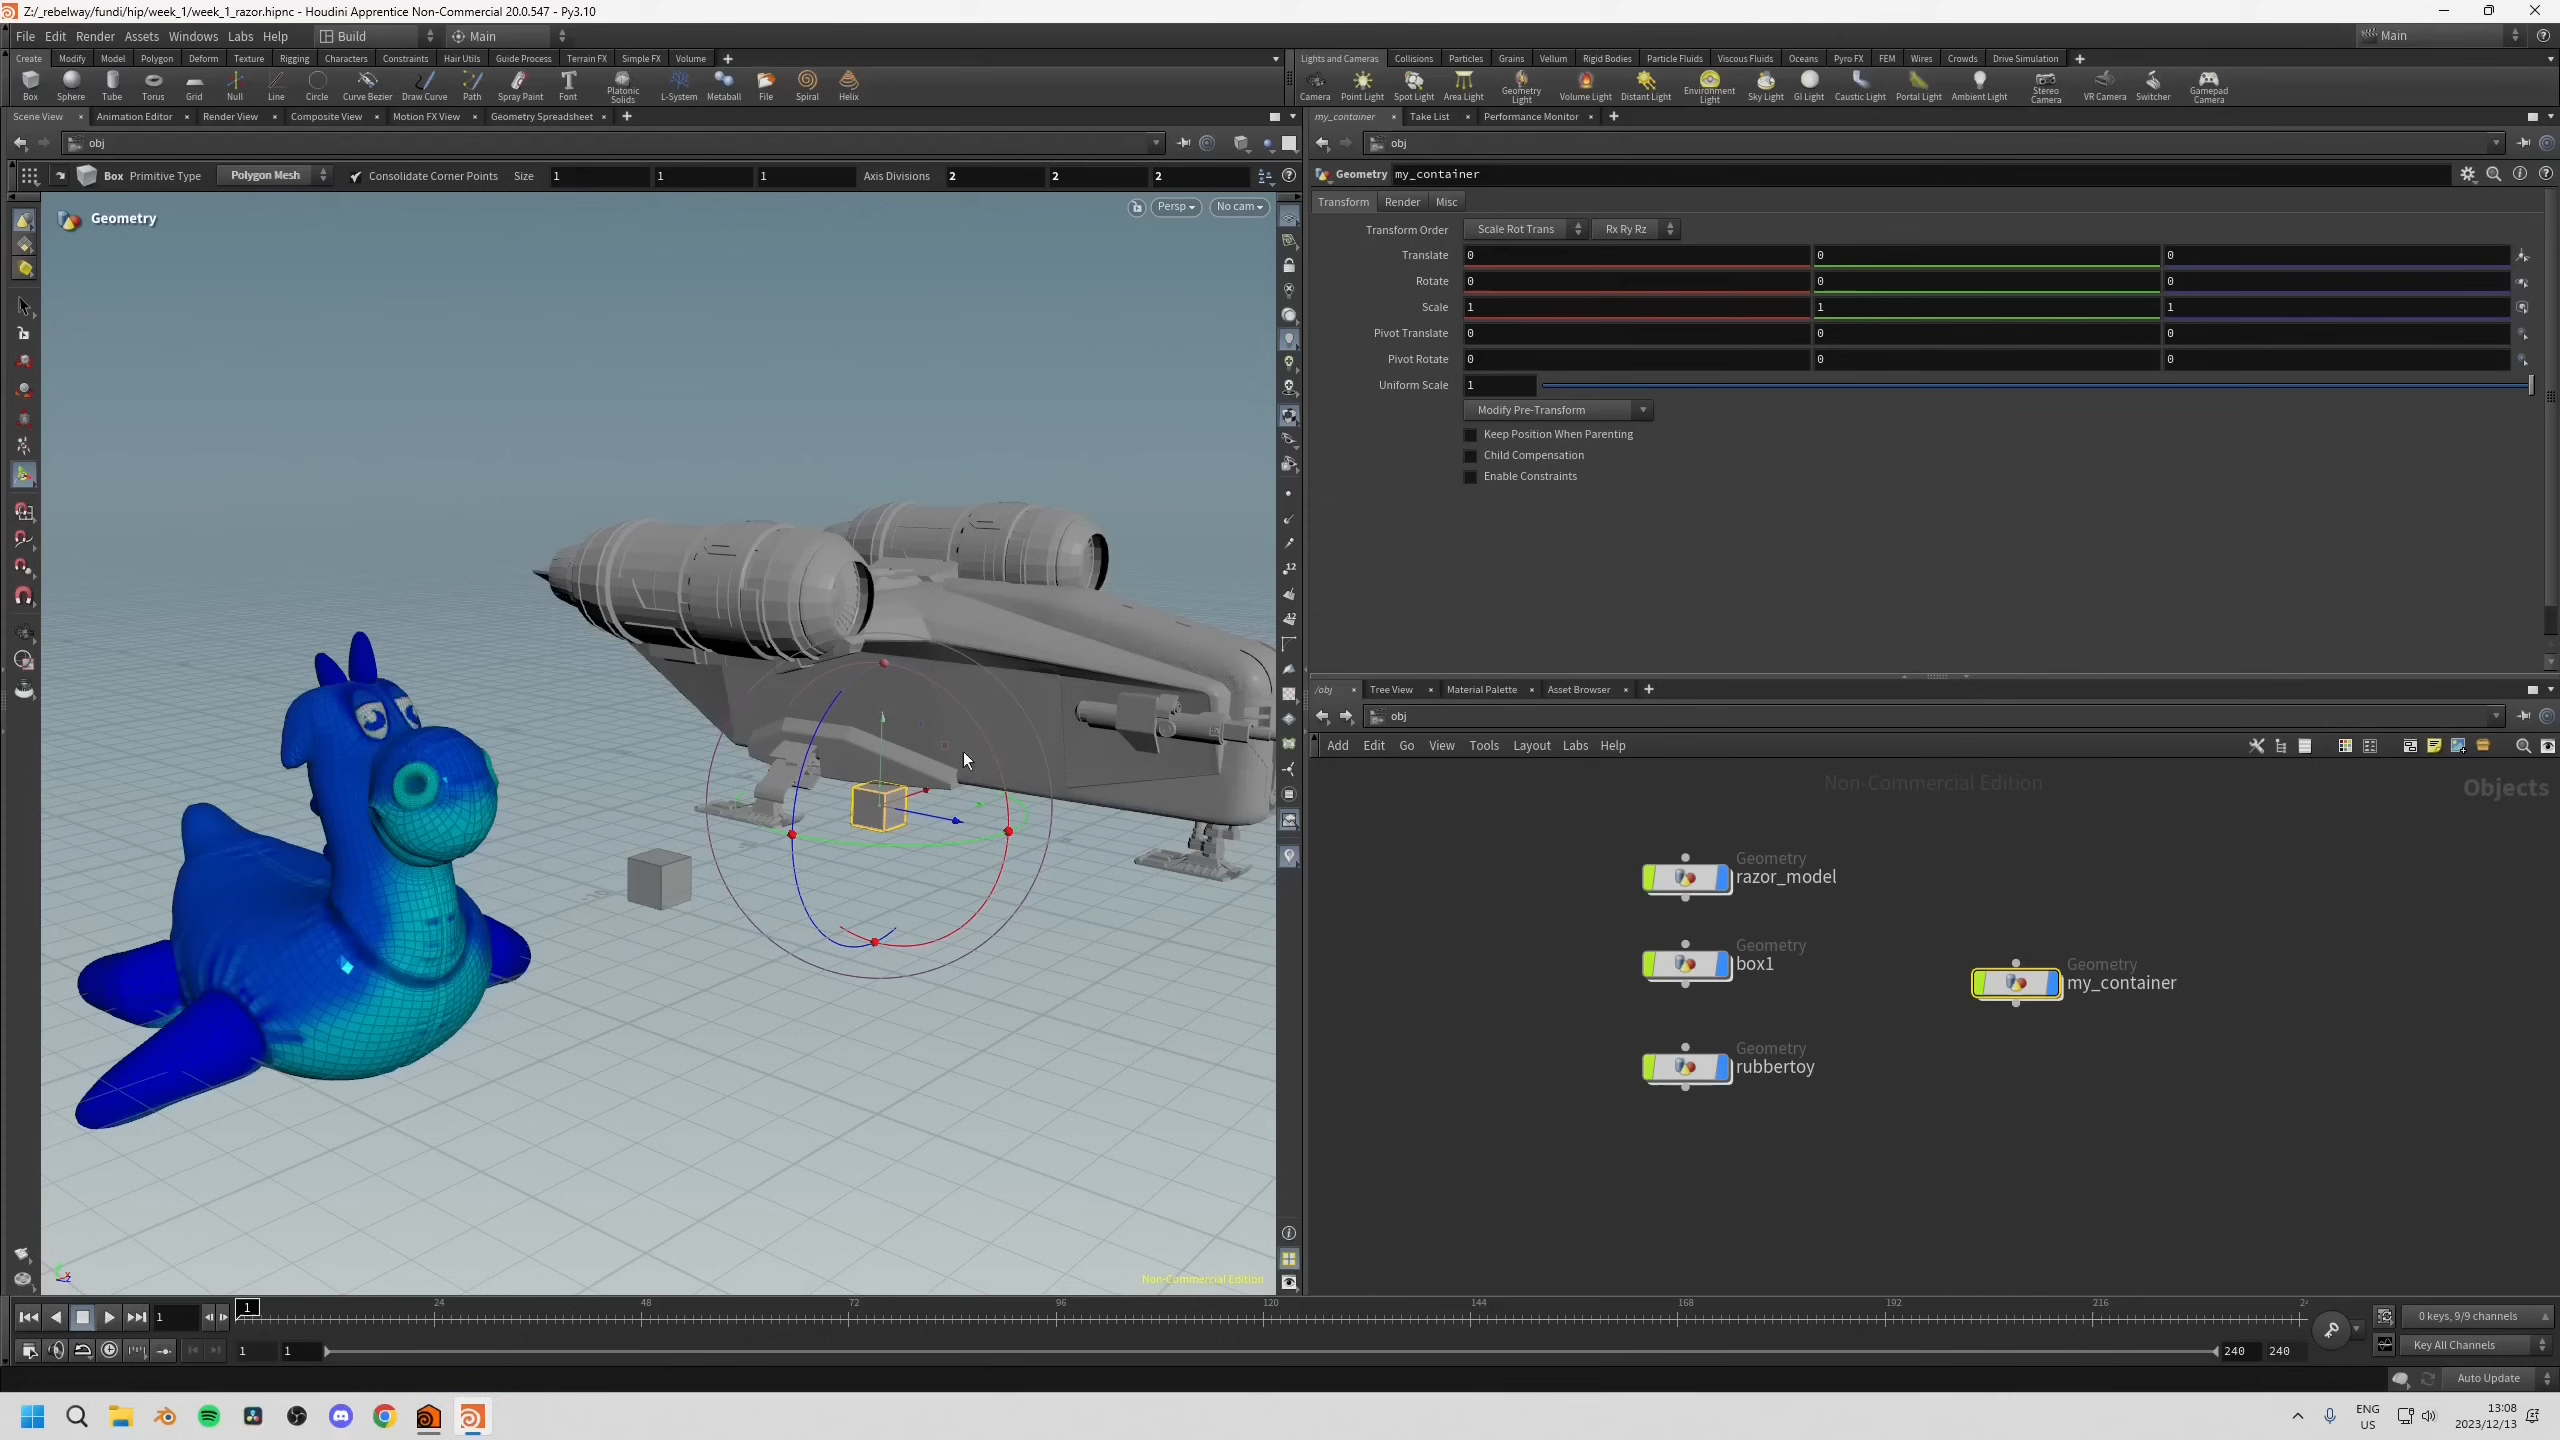 Z:/_rebelway/fundi/hip/week_1/week_1_razor.hipnc - Houdini Apprentice Non-Commercial 20.0.547 - Py3.10
File Edit Render Assets Windows Labs Help Build Main Main
Create Modify Model Polygon Deform Texture Rigging Characters Constraints Hair Utils Guide Process Terrain FX Simple FX Volume
Box Sphere Tube Torus Grid Null Line Circle Curve Bezier Draw Curve Path Spray Paint Font Platonic Solids L-System Metaball File Spiral Helix
Lights and Cameras Collisions Particles Grains Vellum Rigid Bodies Particle Fluids Viscous Fluids Oceans Pyro FX FEM Wires Crowds Drive Simulation
Camera Point Light Spot Light Area Light Geometry Light Volume Light Distant Light Environment Light Sky Light GI Light Caustic Light Portal Light Ambient Light Stereo Camera VR Camera Switcher Gamepad Camera
Scene View Animation Editor Render View Composite View Motion FX View Geometry Spreadsheet
obj
Box Primitive Type Polygon Mesh Consolidate Corner Points Size 1 1 1 Axis Divisions 2 2 2
Geometry
Persp No cam
Non-Commercial Edition
my_container Take List Performance Monitor
obj
Geometry my_container
Transform Render Misc
Transform Order Scale Rot Trans Rx Ry Rz
Translate 0 0 0
Rotate 0 0 0
Scale 1 1 1
Pivot Translate 0 0 0
Pivot Rotate 0 0 0
Uniform Scale 1
Modify Pre-Transform
Keep Position When Parenting
Child Compensation
Enable Constraints
/obj Tree View Material Palette Asset Browser
obj
Add Edit Go View Tools Layout Labs Help
Non-Commercial Edition
Objects
Geometry
razor_model
Geometry
box1
Geometry
my_container
Geometry
rubbertoy
1 1 24 48 72 96 120 144 168 192 216
0 keys, 9/9 channels
1 1 240 240
Key All Channels
Auto Update
ENG
US
13:08
2023/12/13